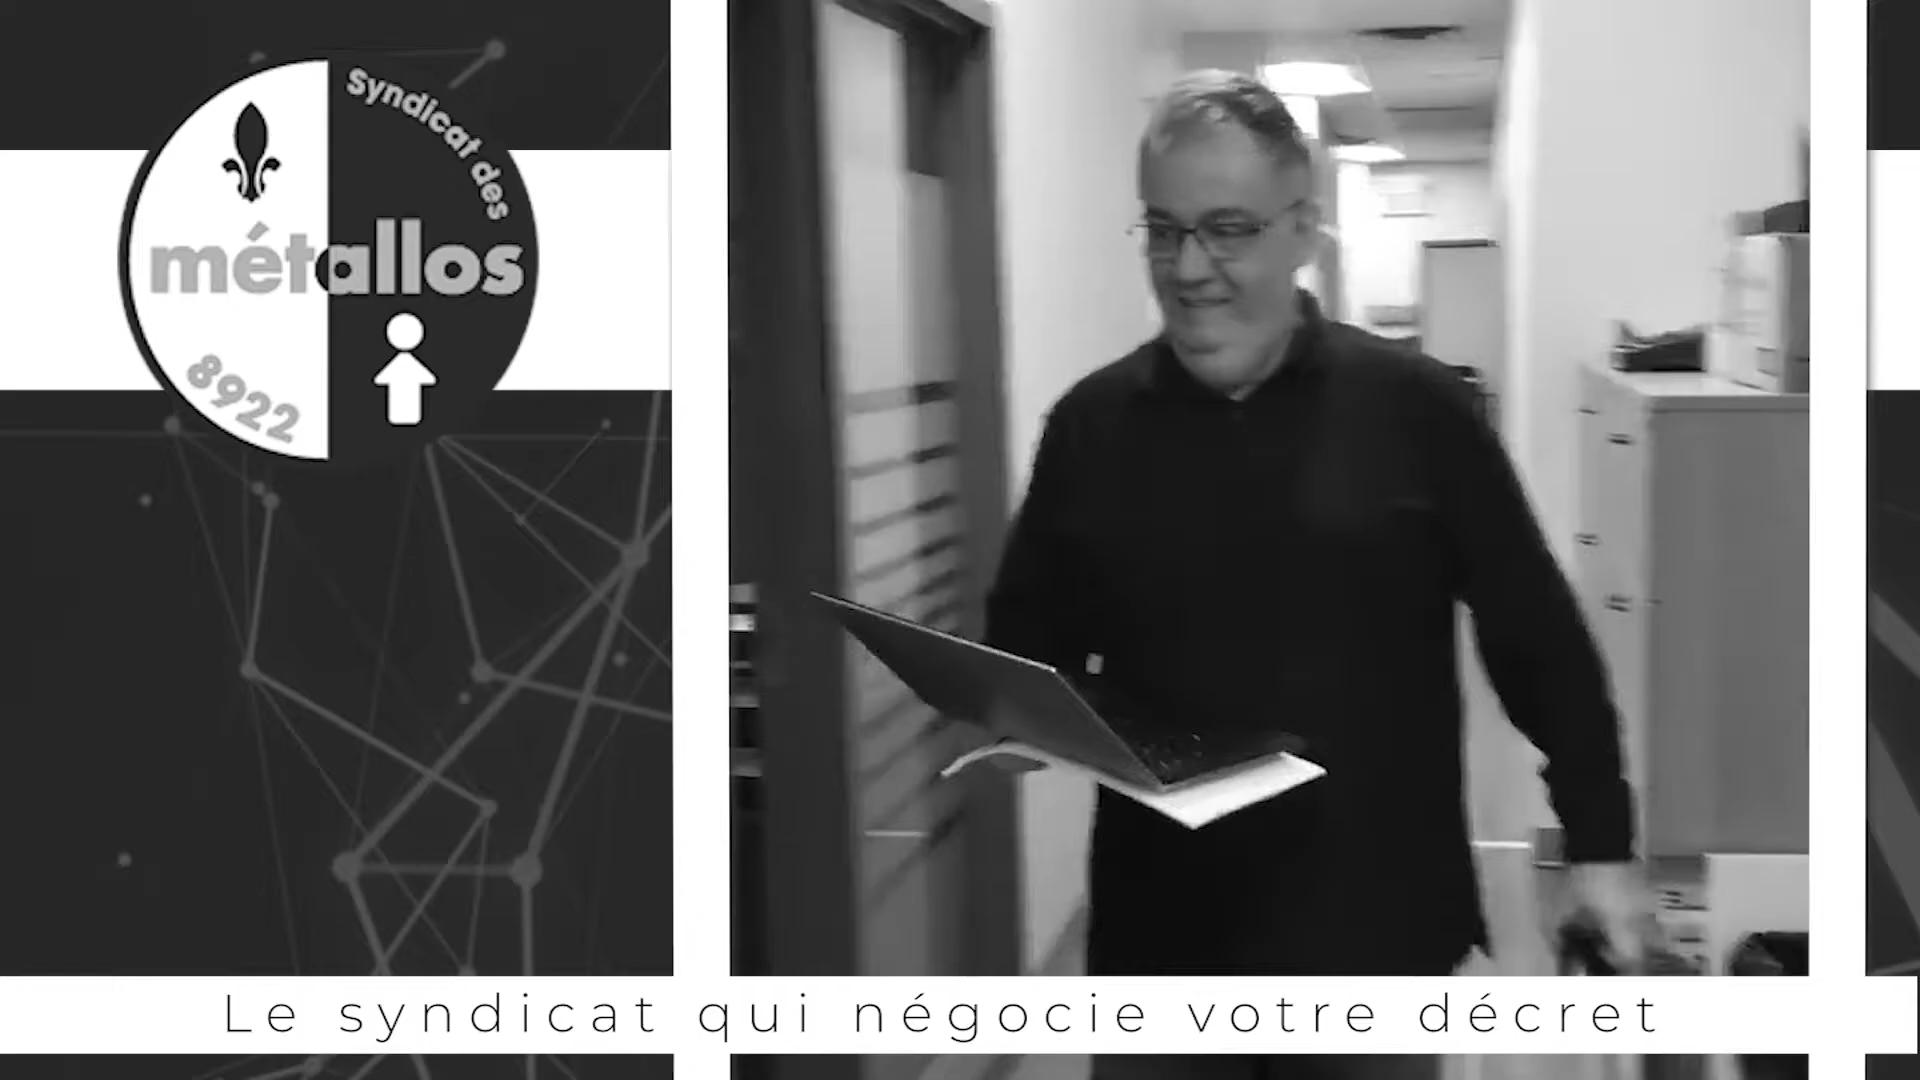 Syndicat des
métallos
8922
Le syndicat qui négocie votre décret